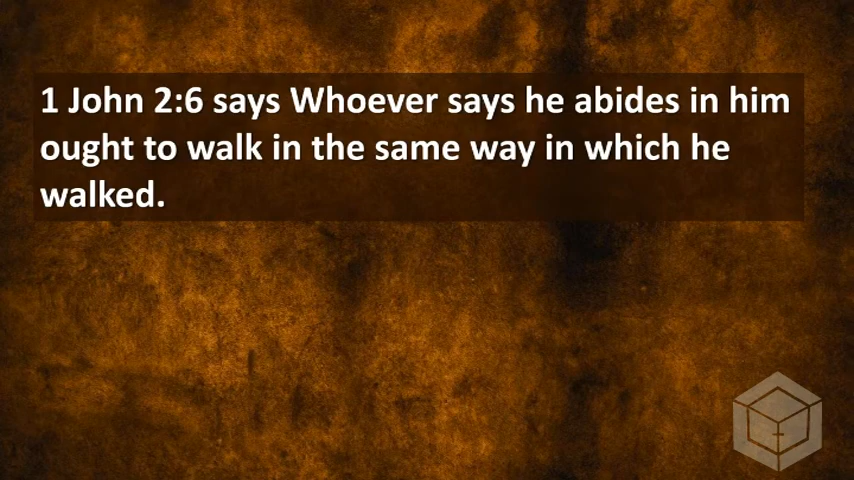 1 John 2:6 says Whoever says he abides in him
ought to walk in the same way in which he
walked.